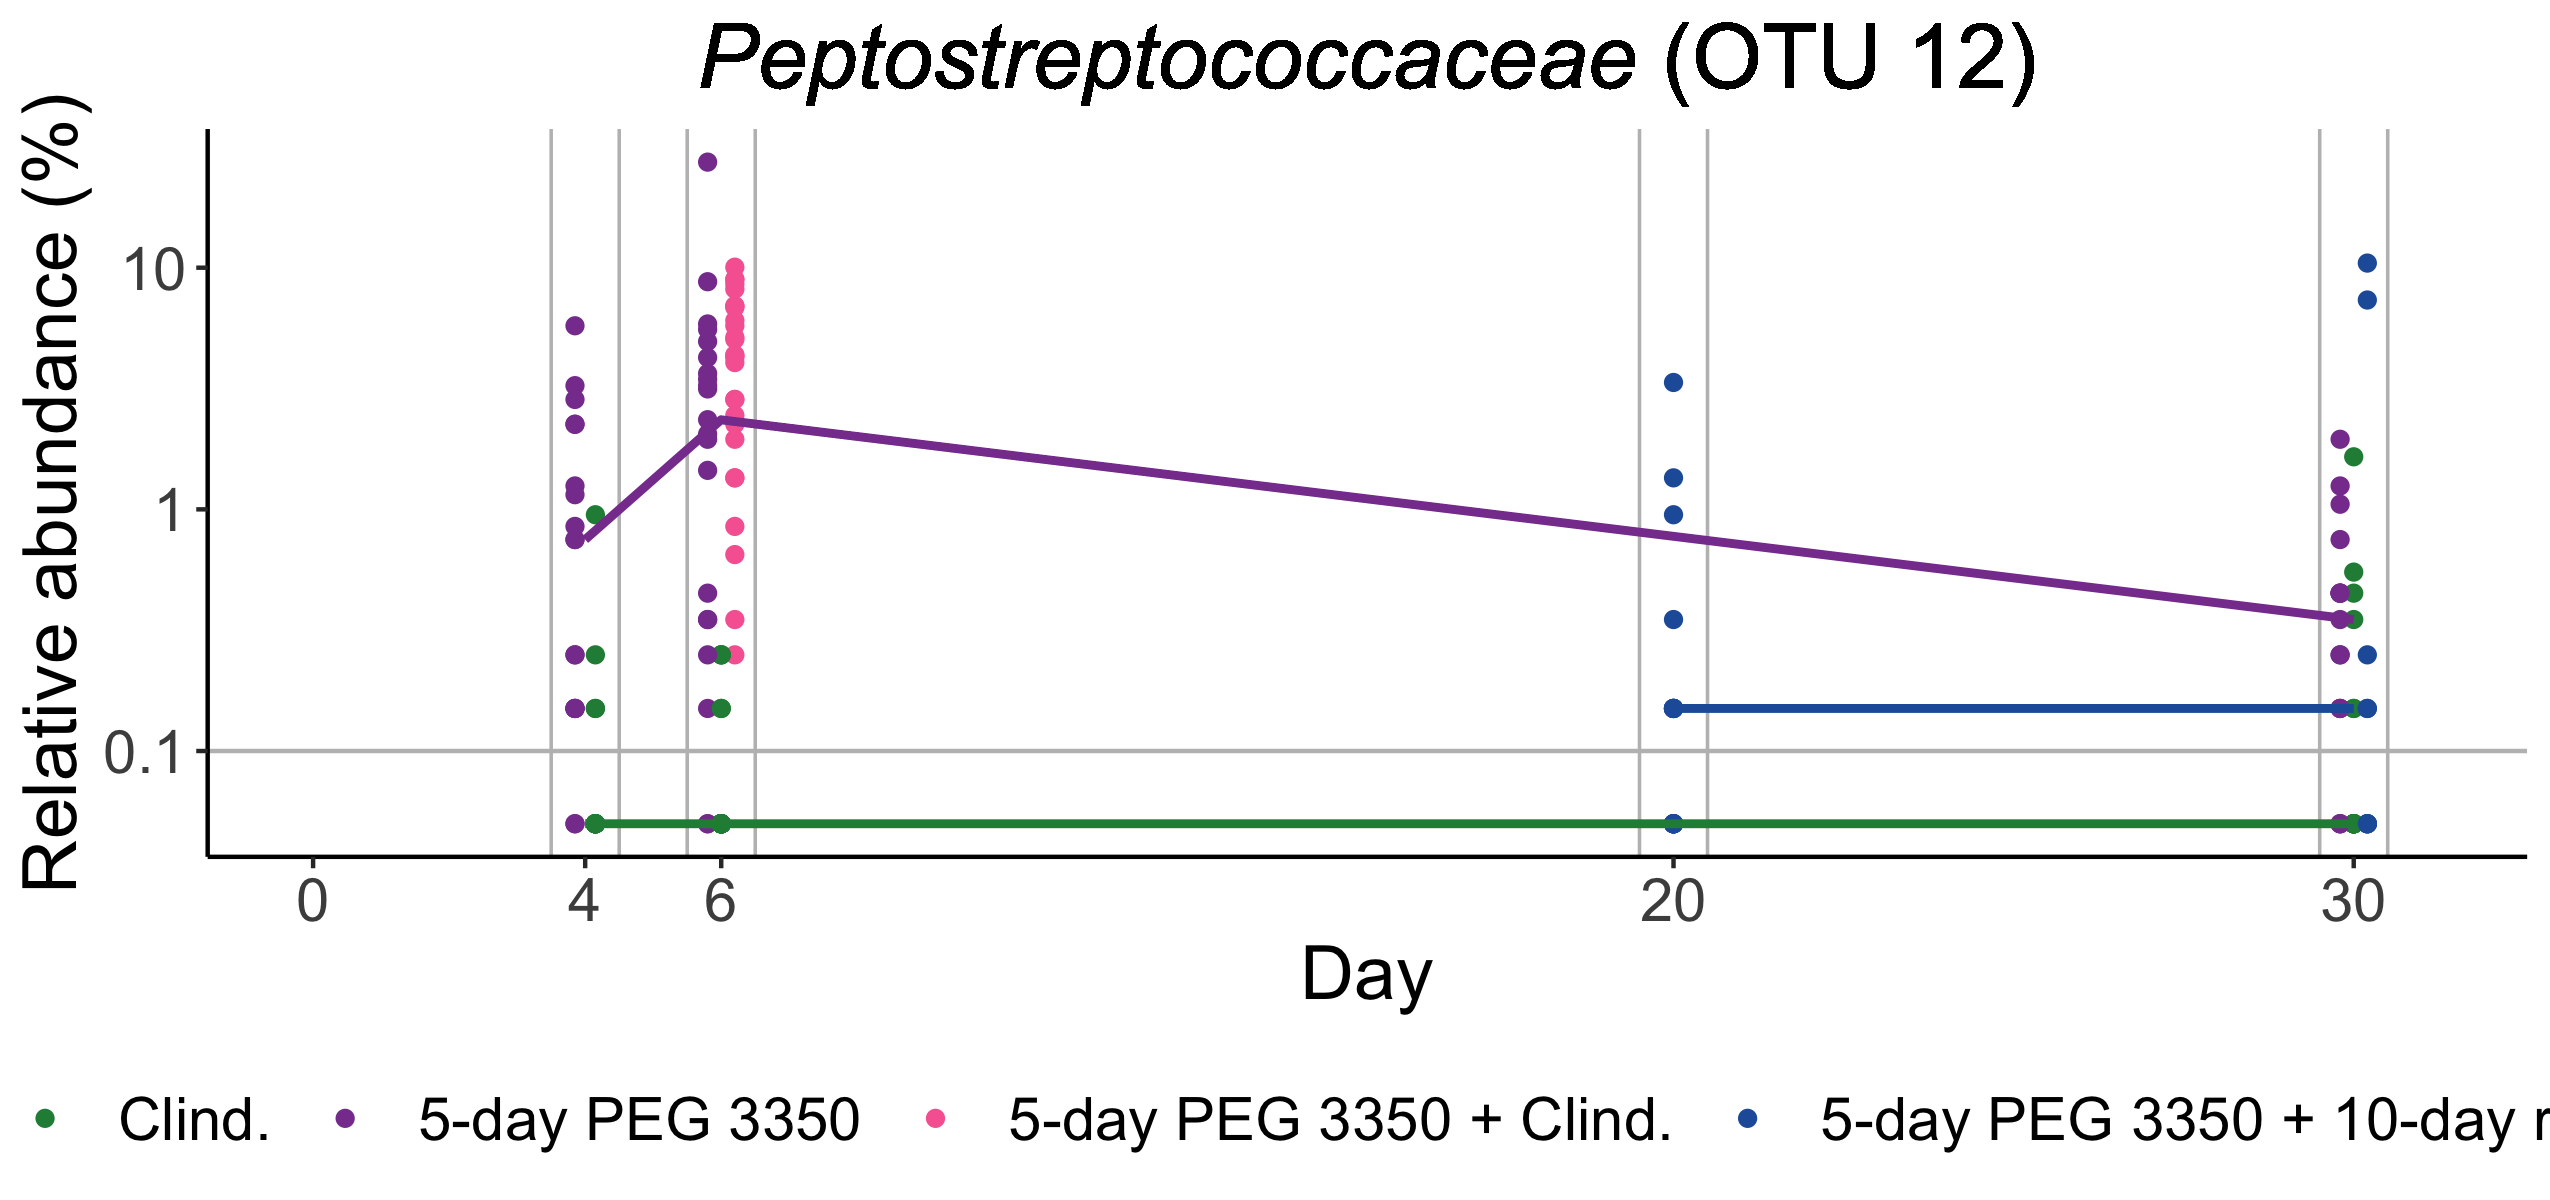 Peptostreptococcaceae (OTU 12)
Relative abundance (%)
10
1
0.1
0 4 6 20 30
Day
Clind. 5-day PEG 3350 5-day PEG 3350 + Clind. 5-day PEG 3350 + 10-day r